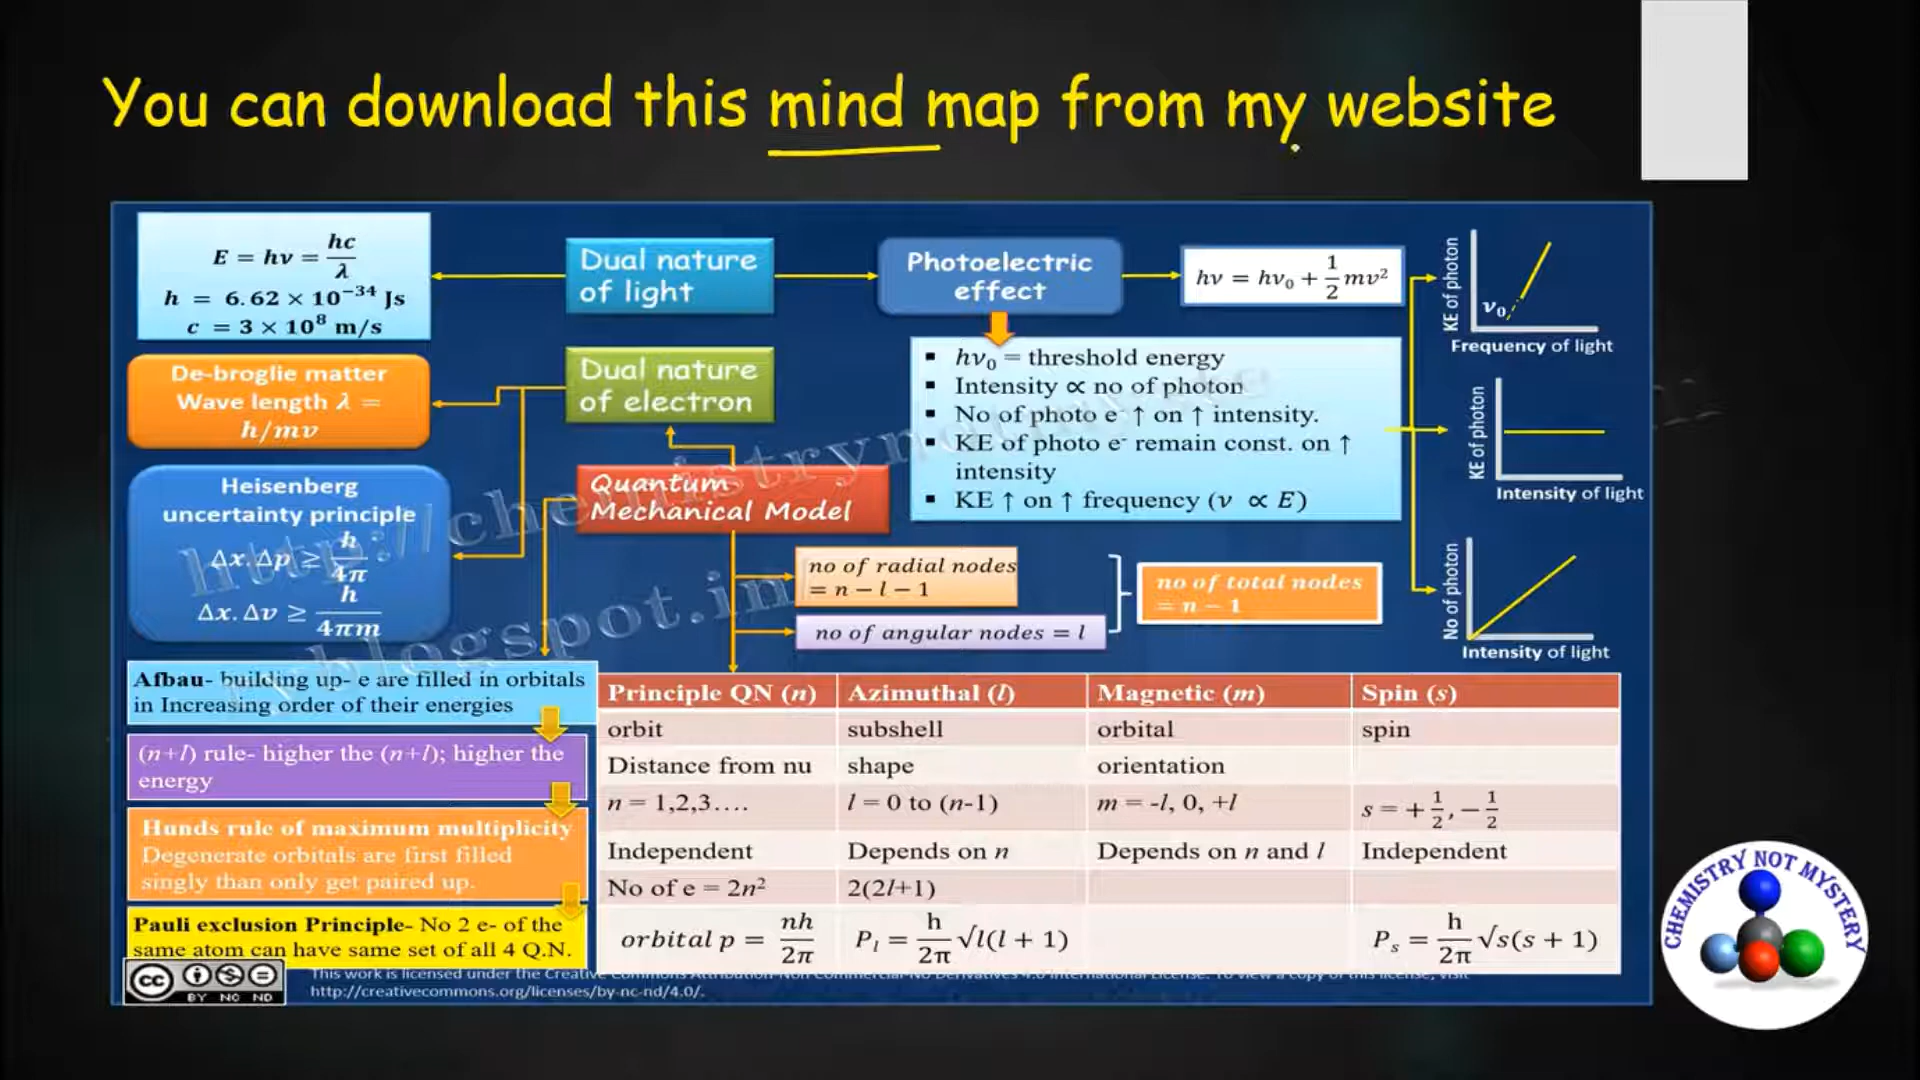 You can download this mind map from my website
E = hν = hc/λ
h = 6.62 × 10⁻³⁴ Js
c = 3 × 10⁸ m/s
Dual nature
of light
Photoelectric
effect
hν = hν₀ + 1/2 mv²
KE of photon
ν₀
Frequency of light
De-broglie matter
Wave length λ =
h/mv
Dual nature
of electron
▪ hν₀ = threshold energy
▪ Intensity ∝ no of photon
▪ No of photo e⁻ ↑ on ↑ intensity.
▪ KE of photo e⁻ remain const. on ↑
intensity
▪ KE ↑ on ↑ frequency (ν ∝ E)
KE of photon
Intensity of light
Heisenberg
uncertainty principle
Δx.Δp ≥ h/4π
Δx.Δv ≥ h/4πm
Quantum
Mechanical Model
no of radial nodes
= n − l − 1
no of angular nodes = l
no of total nodes
= n − 1
No of photon
Intensity of light
Afbau- building up- e are filled in orbitals
in Increasing order of their energies
(n+l) rule- higher the (n+l); higher the
energy
Hunds rule of maximum multiplicity
Degenerate orbitals are first filled
singly than only get paired up.
Pauli exclusion Principle- No 2 e- of the
same atom can have same set of all 4 Q.N.
Principle QN (n) Azimuthal (l) Magnetic (m) Spin (s)
orbit subshell orbital spin
Distance from nu shape orientation
n = 1,2,3.... l = 0 to (n-1) m = -l, 0, +l s = +1/2, −1/2
Independent Depends on n Depends on n and l Independent
No of e = 2n² 2(2l+1)
orbital p = nh/2π P_l = h/2π √l(l + 1) P_s = h/2π √s(s + 1)
cc BY NC ND
This work is licensed under the Creative Commons Attribution-Non Commercial-No Derivatives 4.0 International License. To view a copy of this license, visit
http://creativecommons.org/licenses/by-nc-nd/4.0/.
CHEMISTRY NOT MYSTERY